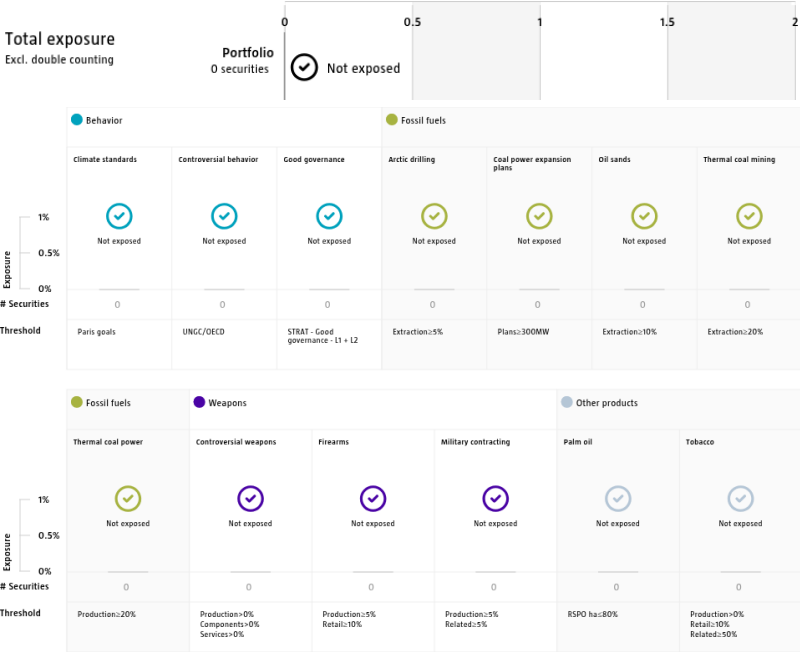 0 0.5 1 1.5 2
Total exposure
Excl. double counting
Portfolio
0 securities
Not exposed
Behavior
Fossil fuels
Climate standards
Controversial behavior
Good governance
Arctic drilling
Coal power expansion
plans
Oil sands
Thermal coal mining
Exposure
1%
0.5%
0%
Not exposed Not exposed Not exposed Not exposed Not exposed Not exposed Not exposed
# Securities 0 0 0 0 0 0 0
Threshold
Paris goals
UNGC/OECD
STRAT - Good
governance - L1 + L2
Extraction≥5%
Plans≥300MW
Extraction≥10%
Extraction≥20%
Fossil fuels
Weapons
Other products
Thermal coal power
Controversial weapons
Firearms
Military contracting
Palm oil
Tobacco
Exposure
1%
0.5%
0%
Not exposed Not exposed Not exposed Not exposed Not exposed Not exposed
# Securities 0 0 0 0 0 0
Threshold
Production≥20%
Production>0%
Components>0%
Services>0%
Production≥5%
Retail≥10%
Production≥5%
Related≥5%
RSPO ha≤80%
Production>0%
Retail≥10%
Related≥50%